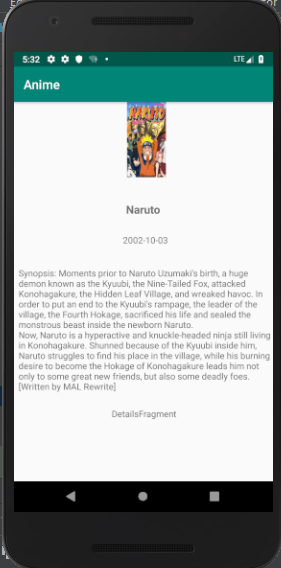 5:32
LTE
Anime
NARUTO
Naruto
2002-10-03
Synopsis: Moments prior to Naruto Uzumaki's birth, a huge
demon known as the Kyuubi, the Nine-Tailed Fox, attacked
Konohagakure, the Hidden Leaf Village, and wreaked havoc. In
order to put an end to the Kyuubi's rampage, the leader of the
village, the Fourth Hokage, sacrificed his life and sealed the
monstrous beast inside the newborn Naruto.
Now, Naruto is a hyperactive and knuckle-headed ninja still living
in Konohagakure. Shunned because of the Kyuubi inside him,
Naruto struggles to find his place in the village, while his burning
desire to become the Hokage of Konohagakure leads him not
only to some great new friends, but also some deadly foes.
[Written by MAL Rewrite]
DetailsFragment